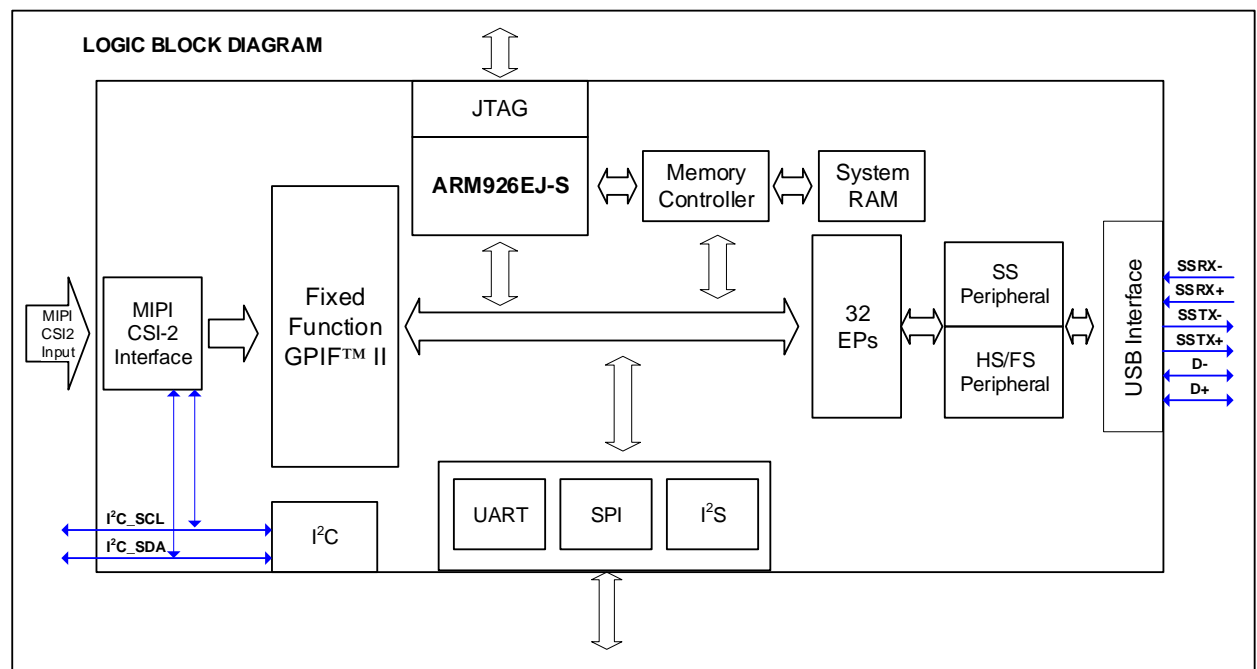 LOGIC BLOCK DIAGRAM
JTAG
ARM926EJ-S
Memory
Controller
System
RAM
MIPI
CSI2
Input
MIPI
CSI-2
Interface
Fixed
Function
GPIF™ II
32
EPs
SS
Peripheral
HS/FS
Peripheral
USB Interface
SSRX-
SSRX+
SSTX-
SSTX+
D-
D+
UART
SPI
I²S
I²C_SCL
I²C_SDA
I²C